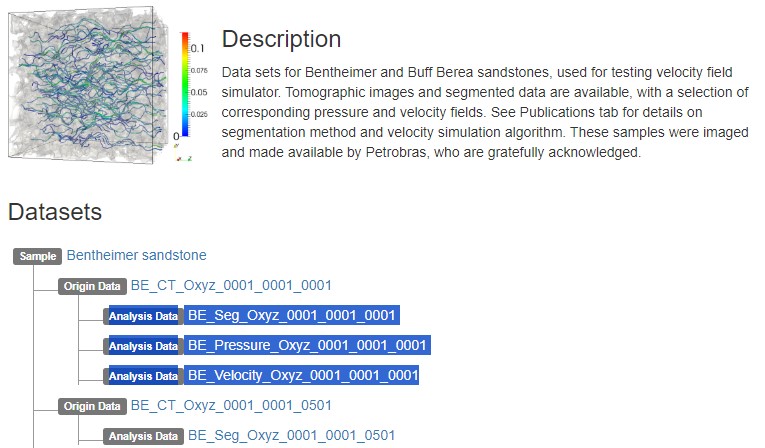 Description
0.1
0.075
0.05
0.025
0
Data sets for Bentheimer and Buff Berea sandstones, used for testing velocity field
simulator. Tomographic images and segmented data are available, with a selection of
corresponding pressure and velocity fields. See Publications tab for details on
segmentation method and velocity simulation algorithm. These samples were imaged
and made available by Petrobras, who are gratefully acknowledged.
Datasets
Sample Bentheimer sandstone
Origin Data BE_CT_Oxyz_0001_0001_0001
Analysis Data BE_Seg_Oxyz_0001_0001_0001
Analysis Data BE_Pressure_Oxyz_0001_0001_0001
Analysis Data BE_Velocity_Oxyz_0001_0001_0001
Origin Data BE_CT_Oxyz_0001_0001_0501
Analysis Data BE_Seg_Oxyz_0001_0001_0501